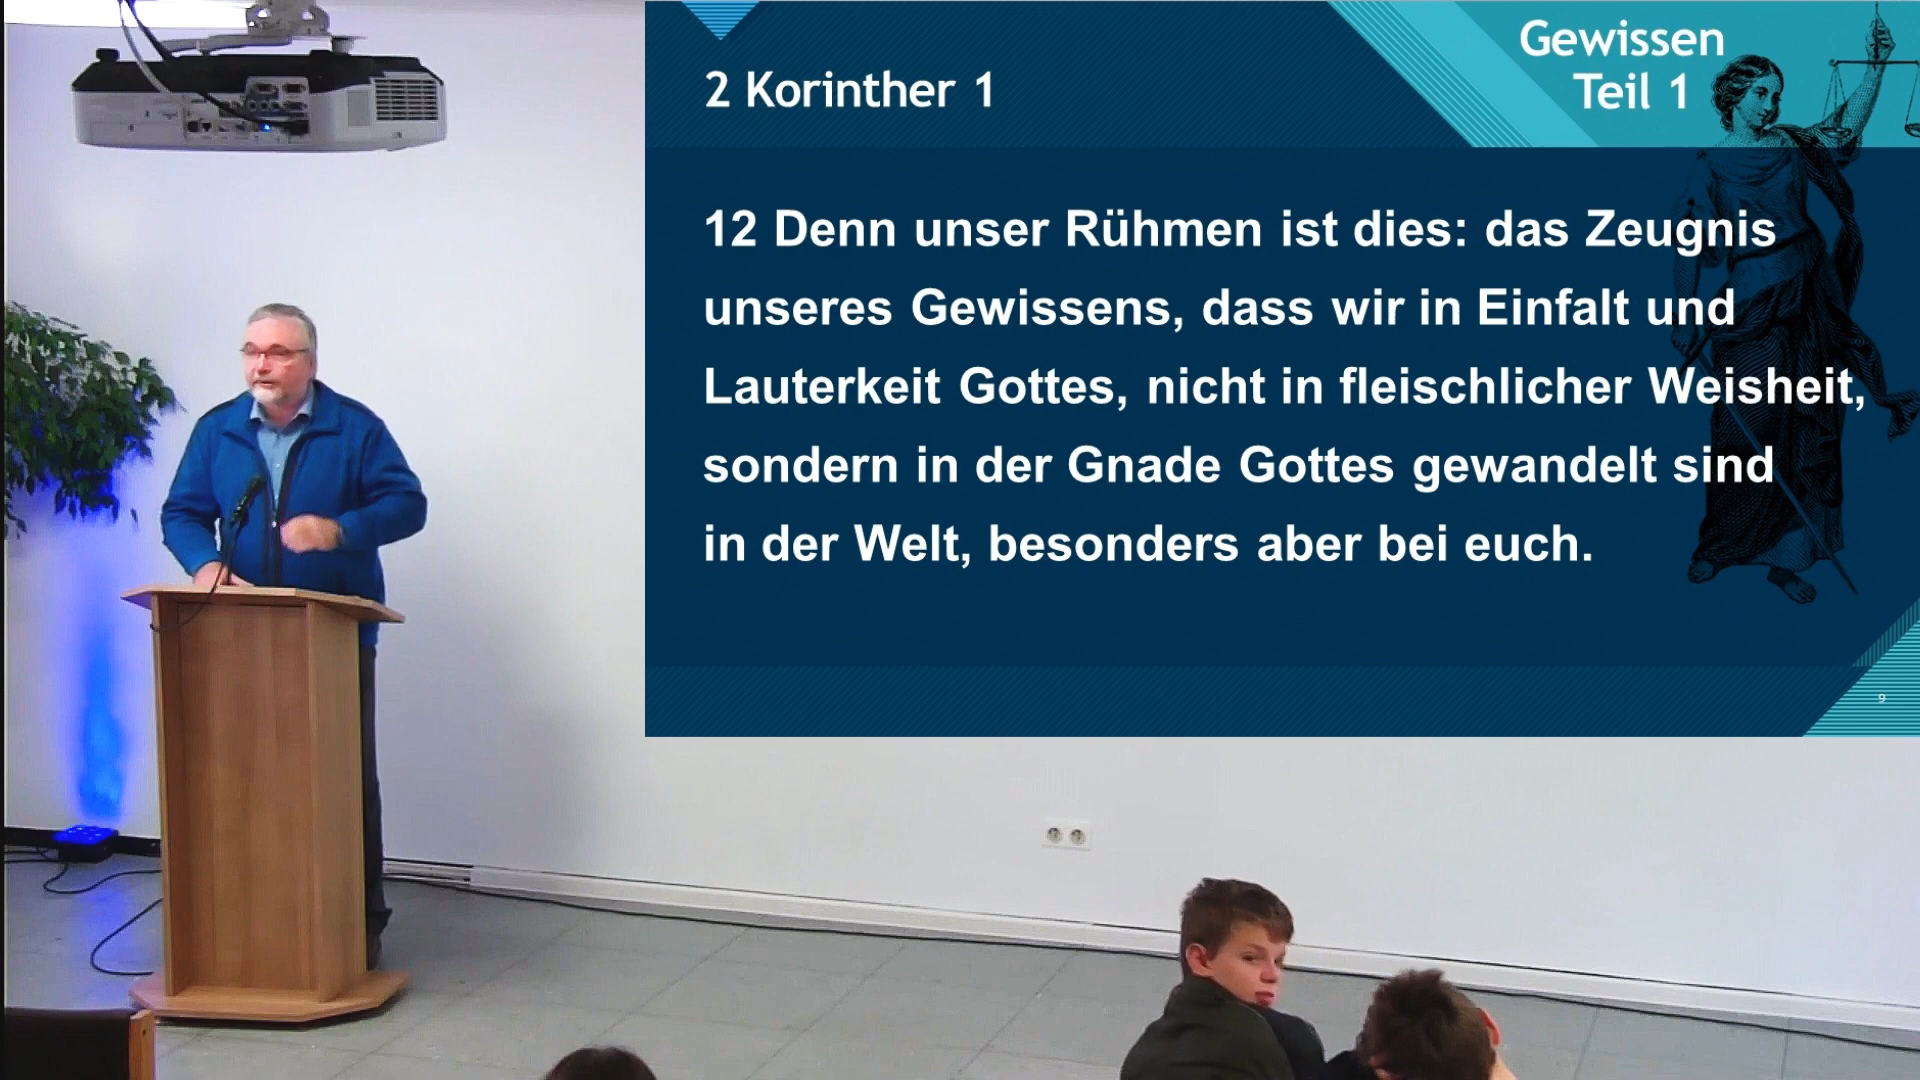 2 Korinther 1
Gewissen
Teil 1
12 Denn unser Rühmen ist dies: das Zeugnis
unseres Gewissens, dass wir in Einfalt und
Lauterkeit Gottes, nicht in fleischlicher Weisheit,
sondern in der Gnade Gottes gewandelt sind
in der Welt, besonders aber bei euch.
9